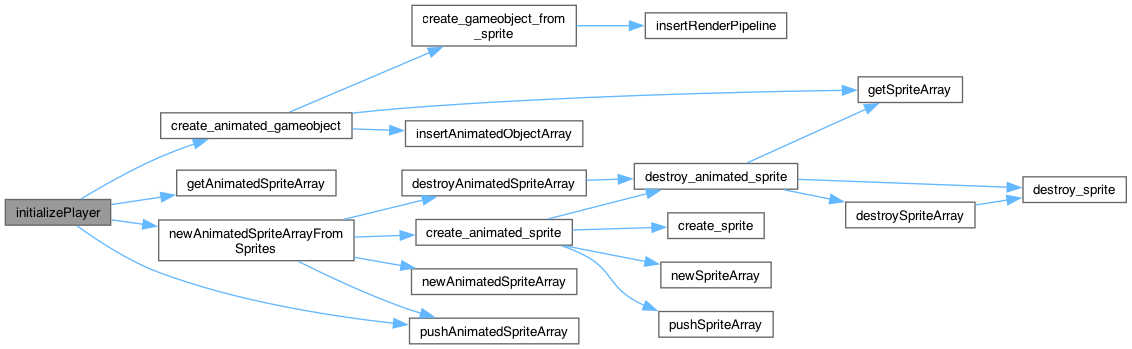 initializePlayer
create_animated_gameobject
getAnimatedSpriteArray
newAnimatedSpriteArrayFrom
Sprites
create_gameobject_from
_sprite
insertAnimatedObjectArray
destroyAnimatedSpriteArray
create_animated_sprite
newAnimatedSpriteArray
pushAnimatedSpriteArray
insertRenderPipeline
destroy_animated_sprite
create_sprite
newSpriteArray
pushSpriteArray
getSpriteArray
destroySpriteArray
destroy_sprite